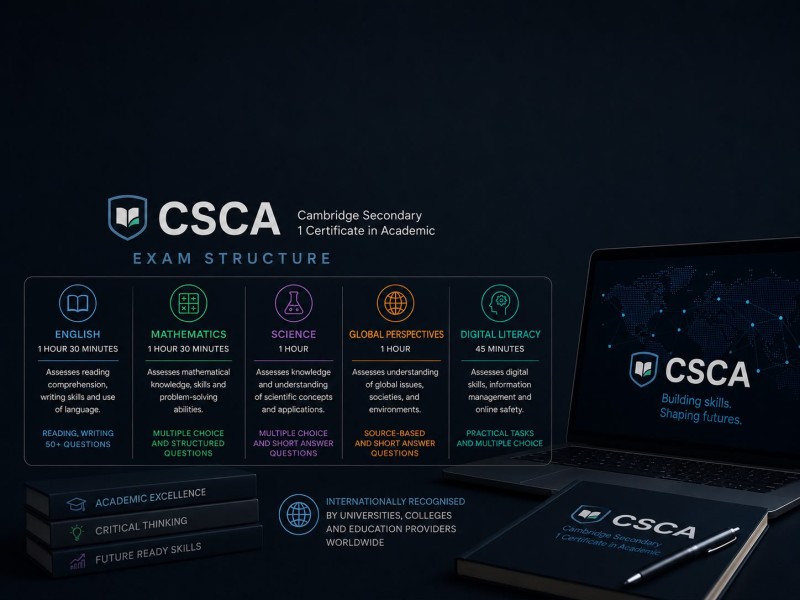 CSCA
Cambridge Secondary
1 Certificate in Academic
EXAM STRUCTURE
ENGLISH
1 HOUR 30 MINUTES
Assesses reading
comprehension,
writing skills and use
of language.
READING, WRITING
50+ QUESTIONS
MATHEMATICS
1 HOUR 30 MINUTES
Assesses mathematical
knowledge, skills and
problem-solving
abilities.
MULTIPLE CHOICE
AND STRUCTURED
QUESTIONS
SCIENCE
1 HOUR
Assesses knowledge
and understanding
of scientific concepts
and applications.
MULTIPLE CHOICE
AND SHORT ANSWER
QUESTIONS
GLOBAL PERSPECTIVES
1 HOUR
Assesses understanding
of global issues,
societies, and
environments.
SOURCE-BASED
AND SHORT ANSWER
QUESTIONS
DIGITAL LITERACY
45 MINUTES
Assesses digital
skills, information
management and
online safety.
PRACTICAL TASKS
AND MULTIPLE CHOICE
CSCA
Building skills.
Shaping futures.
ACADEMIC EXCELLENCE
CRITICAL THINKING
FUTURE READY SKILLS
INTERNATIONALLY RECOGNISED
BY UNIVERSITIES, COLLEGES
AND EDUCATION PROVIDERS
WORLDWIDE
CSCA
Cambridge Secondary
1 Certificate in Academic